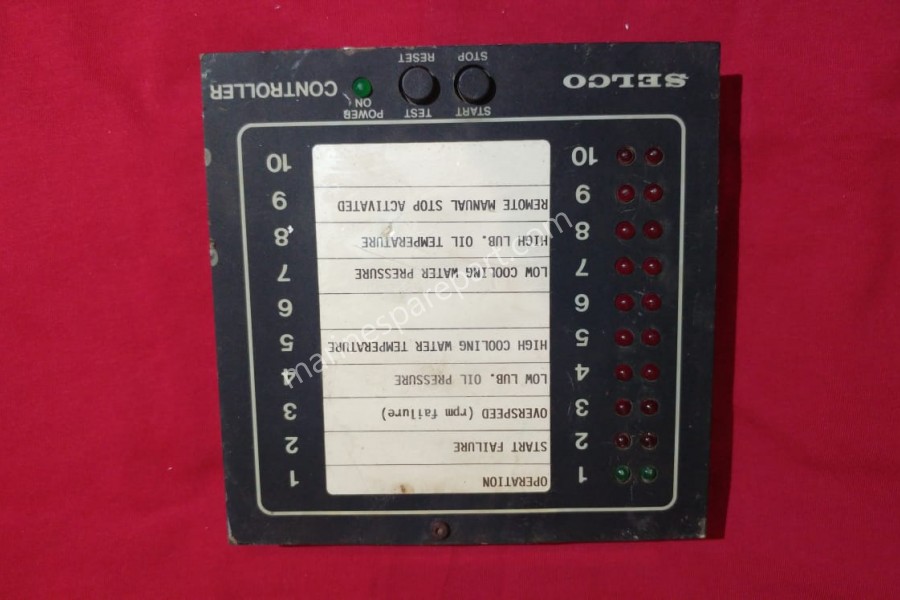 1 OPERATION 1
2 START FAILURE 2
3 OVERSPEED (rpm failure) 3
4 LOW LUB. OIL PRESSURE 4
5 HIGH COOLING WATER TEMPERATURE 5
6 6
7 LOW COOLING WATER PRESSURE 7
8 HIGH LUB. OIL TEMPERATURE 8
9 REMOTE MANUAL STOP ACTIVATED 9
10 10
START TEST POWER
ON
SELCO CONTROLLER
STOP RESET
marinesparepart.com